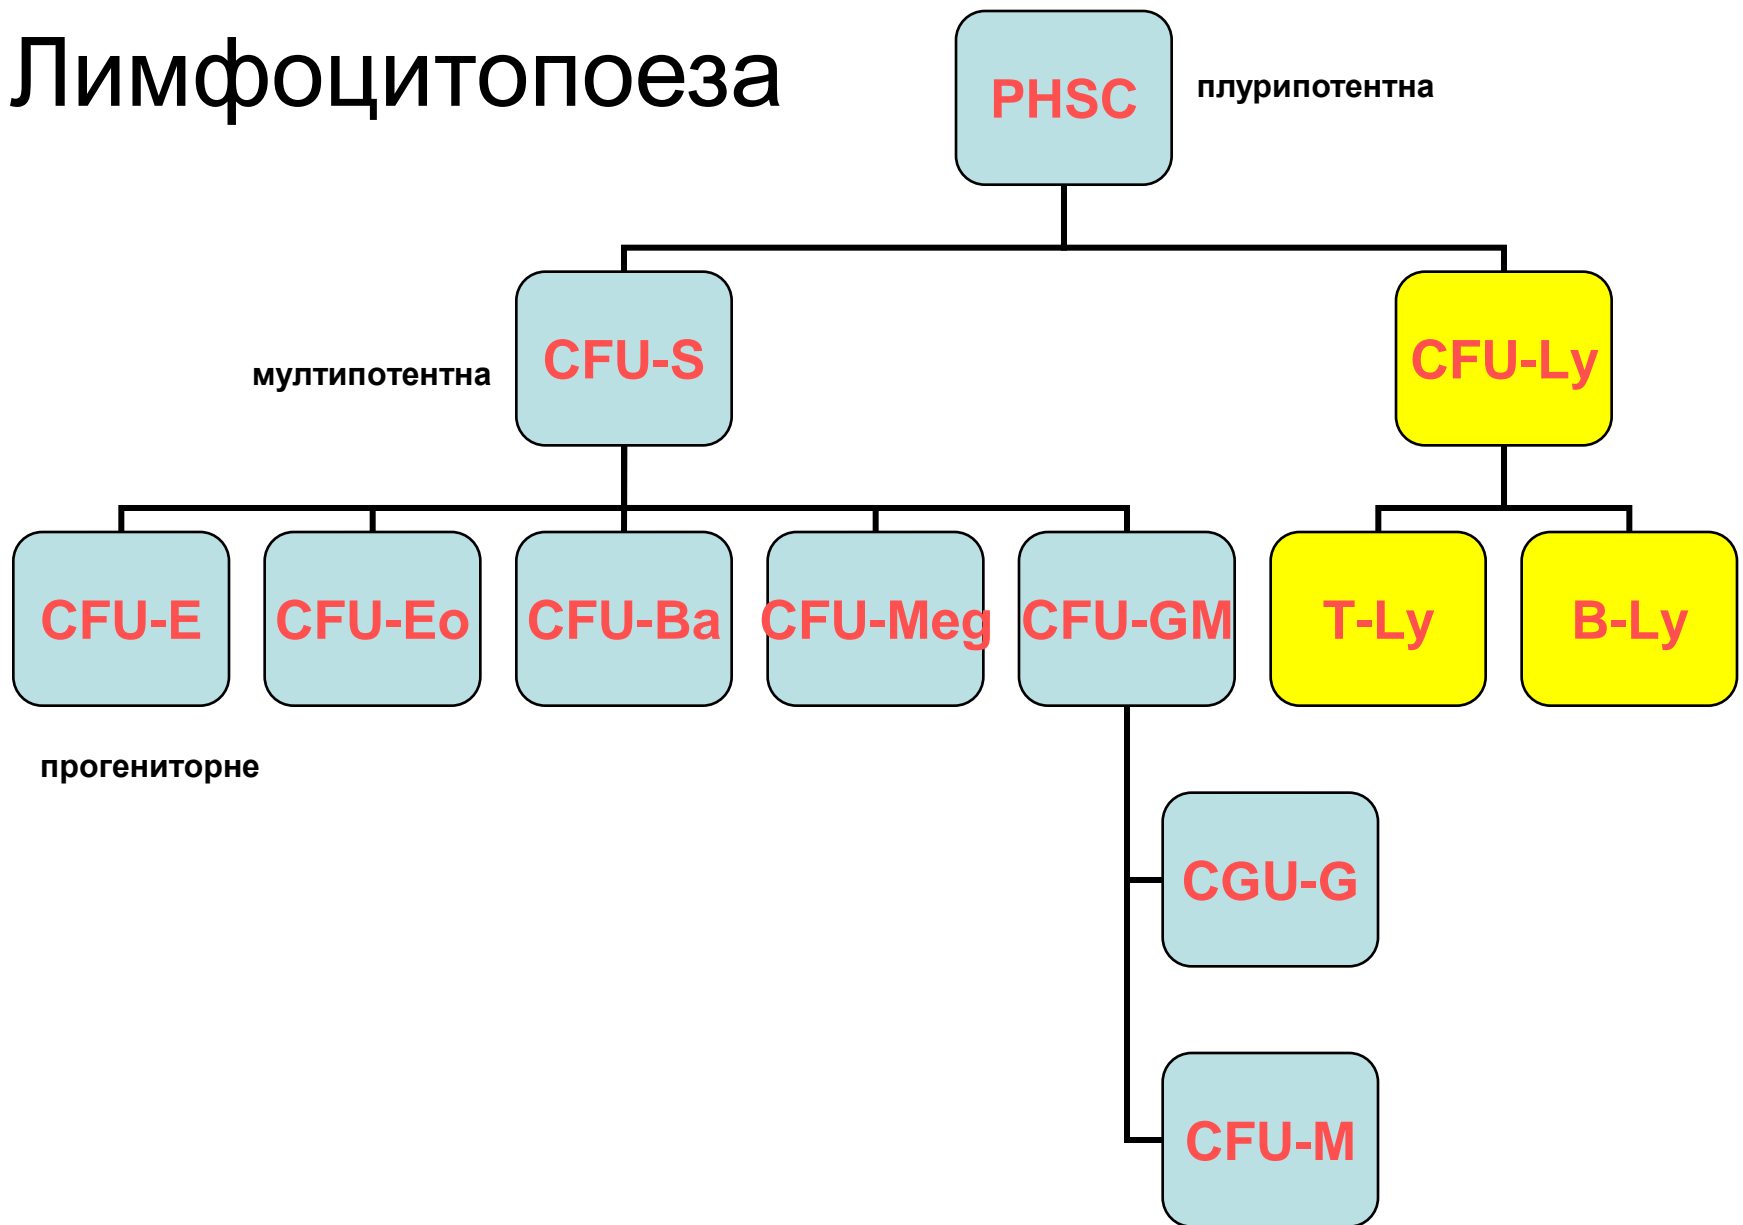 Лимфоцитопоеза
PHSC
плурипотентна
CFU-S
CFU-Ly
мултипотентна
CFU-E
CFU-Eo
CFU-Ba
CFU-Meg
CFU-GM
T-Ly
B-Ly
прогениторне
CGU-G
CFU-M